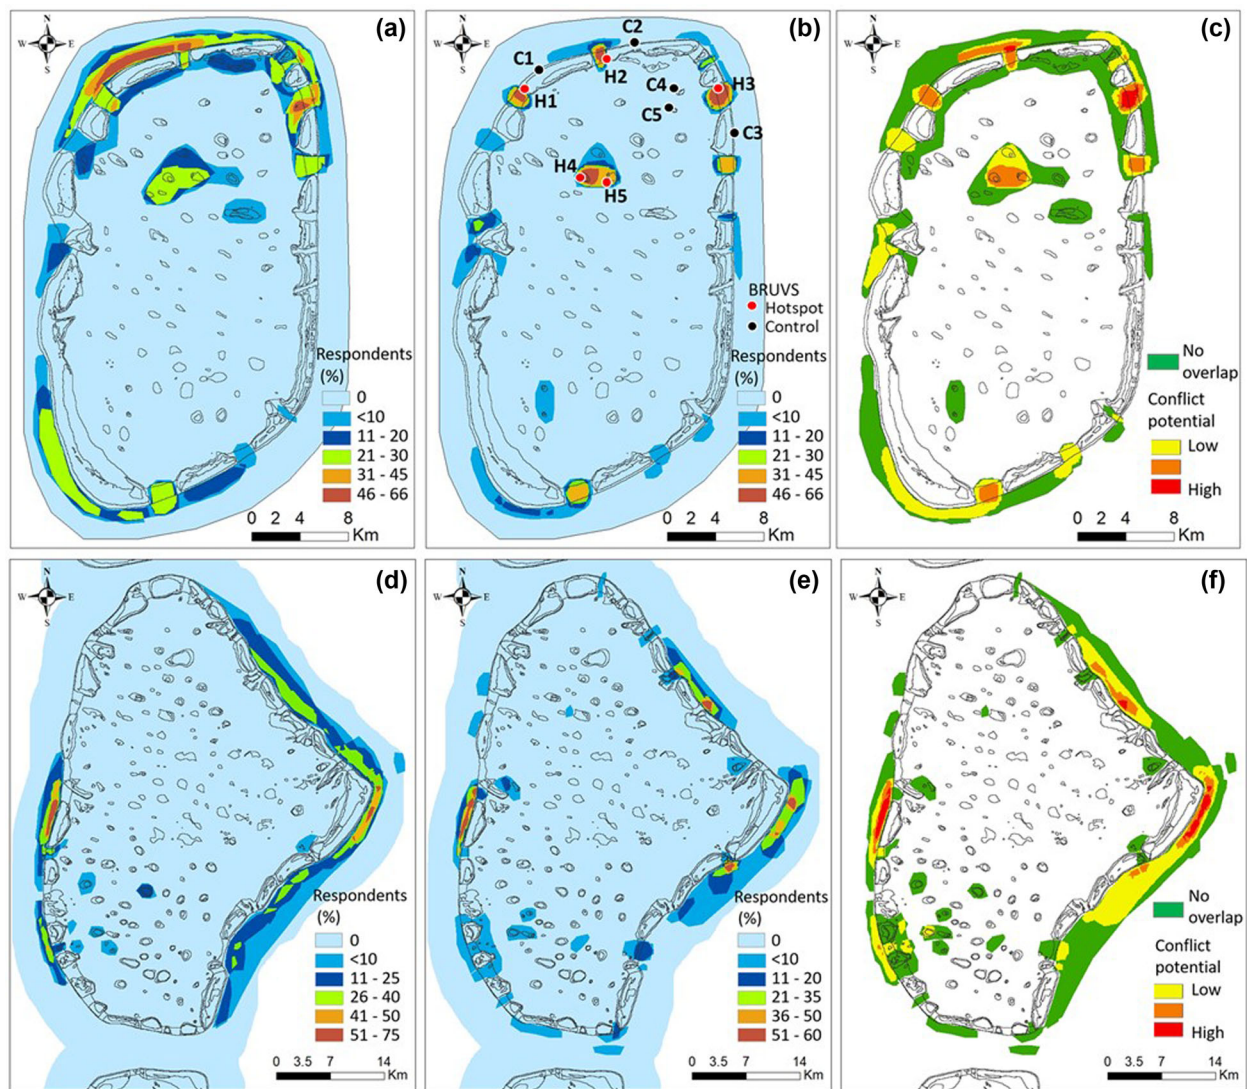 N
W E
S
(a)
Respondents
(%)
0
<10
11 - 20
21 - 30
31 - 45
46 - 66
0 2 4 8
Km
N
W E
S
(b)
C2
C1
H2
C4
H3
H1
C5
C3
H4
H5
BRUVS
Hotspot
Control
Respondents
(%)
0
<10
11 - 20
21 - 30
31 - 45
46 - 66
0 2 4 8
Km
N
W E
S
(c)
No
overlap
Conflict
potential
Low
High
0 2 4 8
Km
N
W E
S
(d)
Respondents
(%)
0
<10
11 - 25
26 - 40
41 - 50
51 - 75
0 3.5 7 14
Km
N
W E
S
(e)
Respondents
(%)
0
<10
11 - 20
21 - 35
36 - 50
51 - 60
0 3.5 7 14
Km
N
W E
S
(f)
No
overlap
Conflict
potential
Low
High
0 3.5 7 14
Km